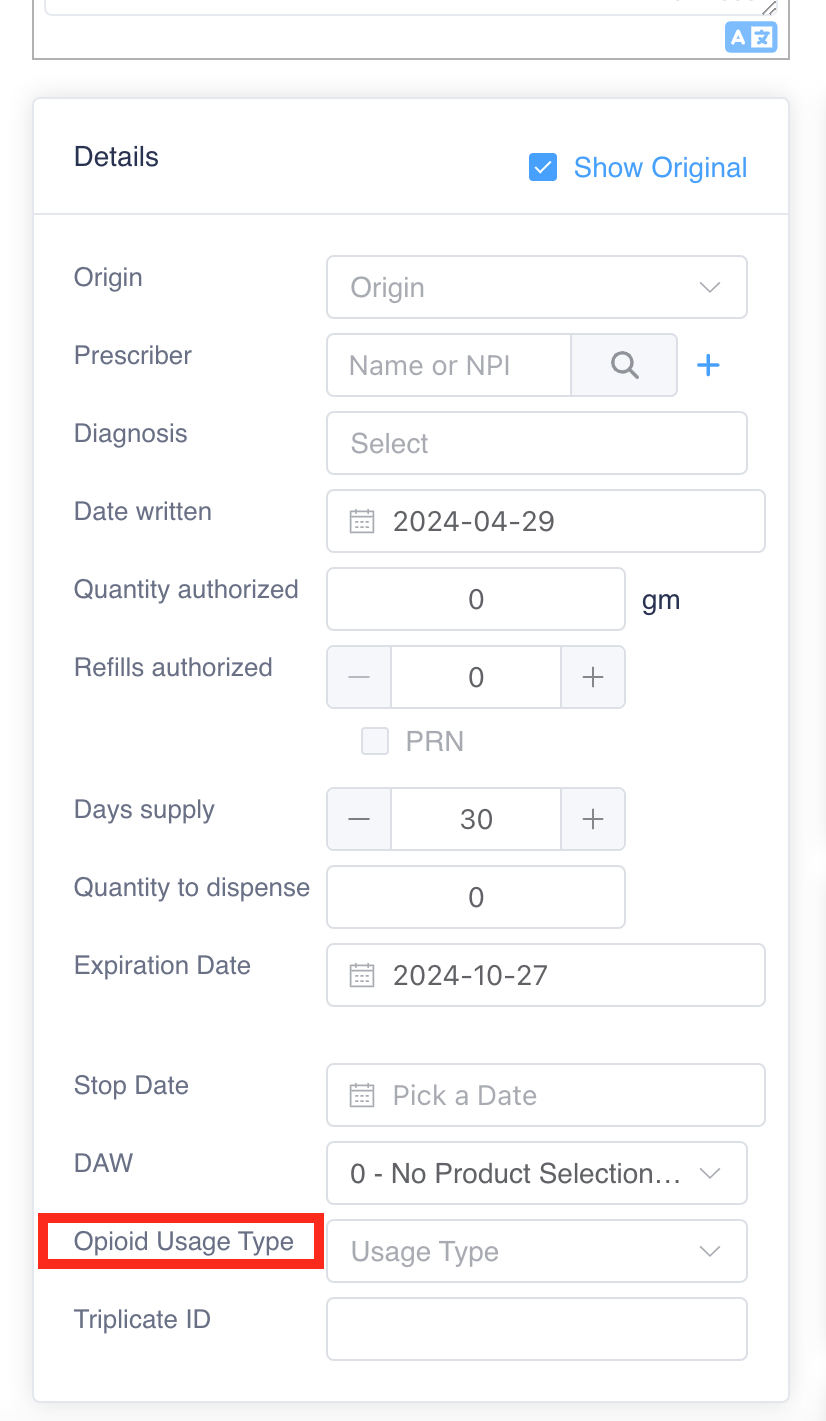 A
Details
Show Original
Origin
Origin
Prescriber
Name or NPI
Diagnosis
Select
Date written
2024-04-29
Quantity authorized
0
gm
Refills authorized
0
PRN
Days supply
30
Quantity to dispense
0
Expiration Date
2024-10-27
Stop Date
Pick a Date
DAW
0 - No Product Selection...
Opioid Usage Type
Usage Type
Triplicate ID